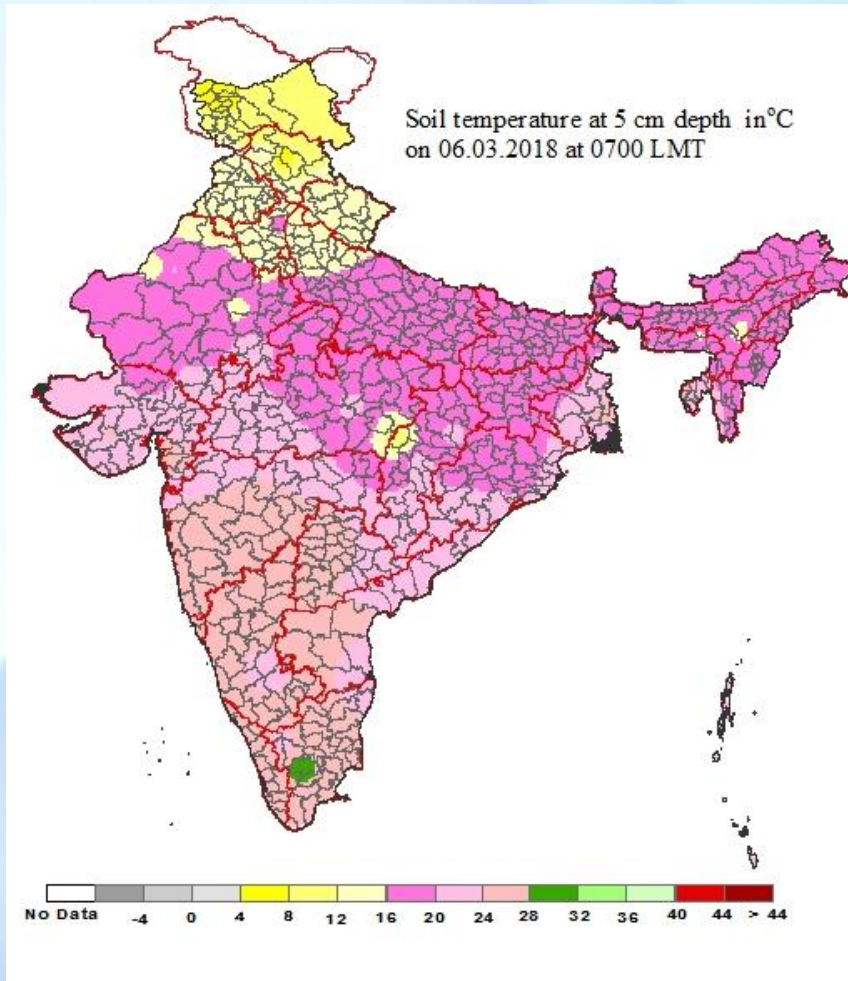 Soil temperature at 5 cm depth in°C
on 06.03.2018 at 0700 LMT
No Data -4 0 4 8 12 16 20 24 28 32 36 40 44 > 44